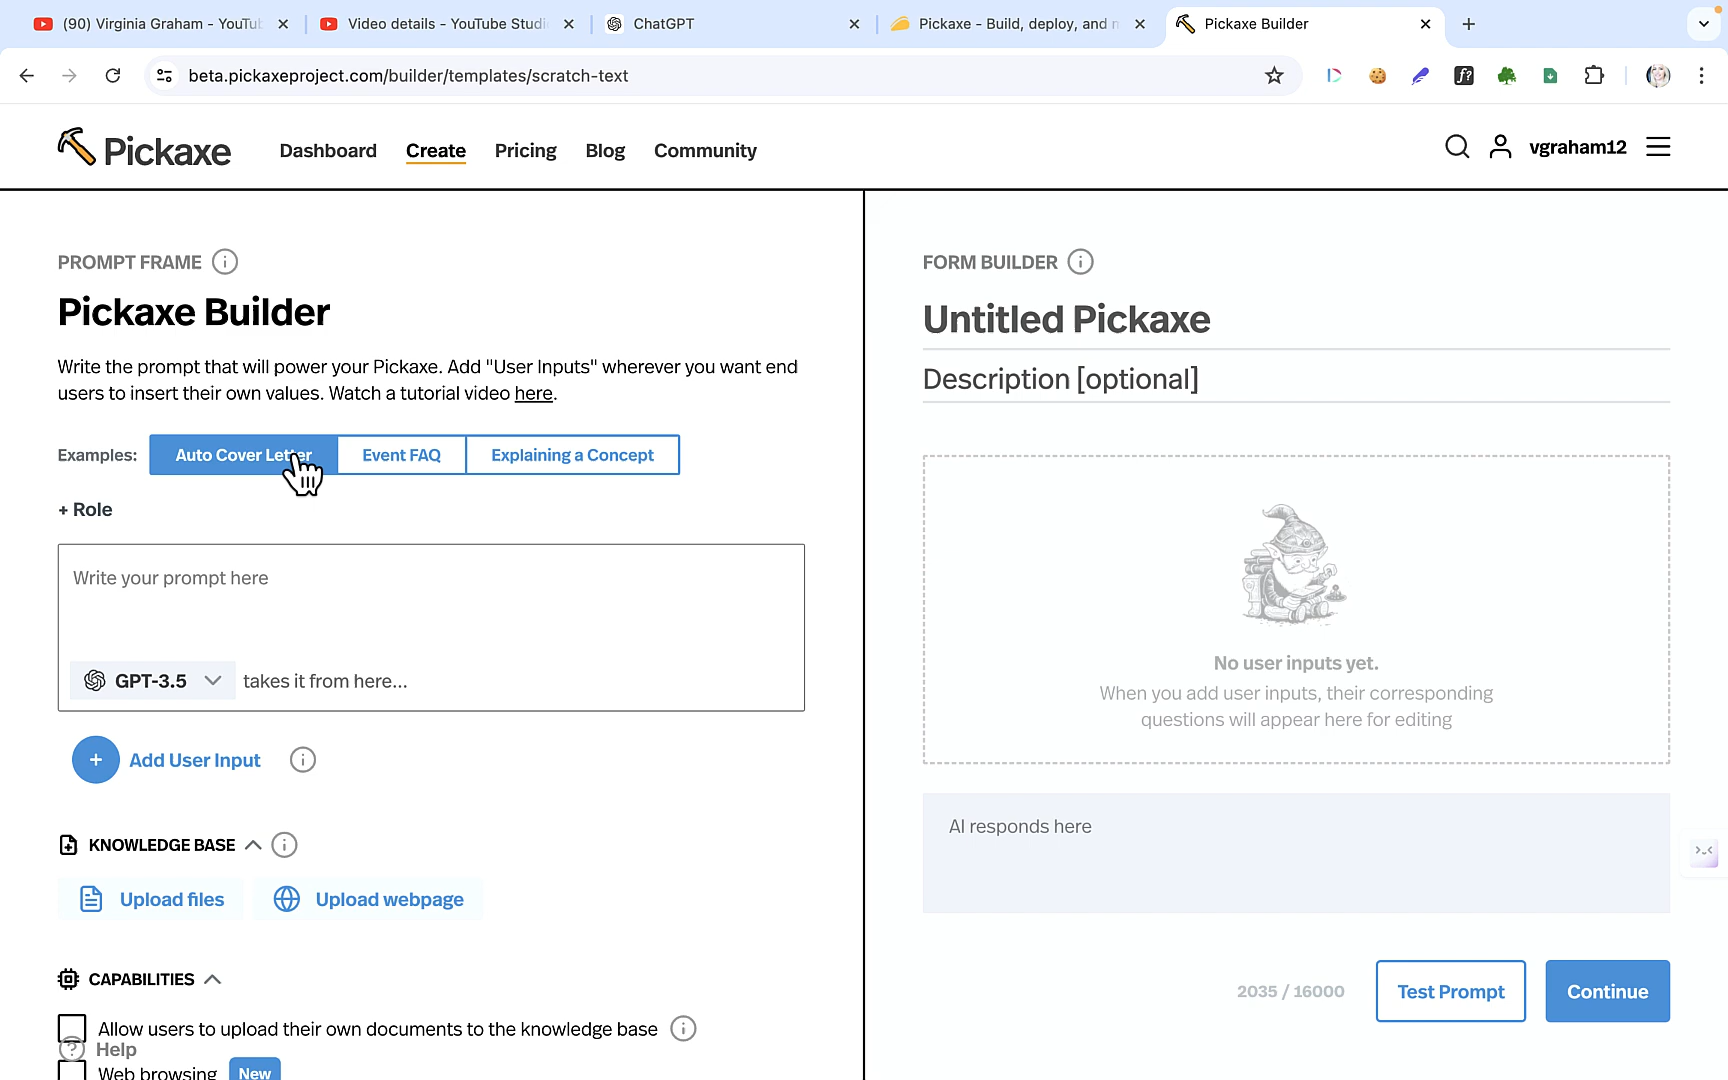 (90) Virginia Graham - YouTub
Video details - YouTube Studi
ChatGPT
Pickaxe - Build, deploy, and m
Pickaxe Builder
beta.pickaxeproject.com/builder/templates/scratch-text
Pickaxe
Dashboard
Create
Pricing
Blog
Community
vgraham12
PROMPT FRAME
Pickaxe Builder
Write the prompt that will power your Pickaxe. Add "User Inputs" wherever you want end
users to insert their own values. Watch a tutorial video here.
Examples:
Auto Cover Letter
Event FAQ
Explaining a Concept
+ Role
Write your prompt here
GPT-3.5
takes it from here...
+ Add User Input
KNOWLEDGE BASE
Upload files
Upload webpage
CAPABILITIES
Allow users to upload their own documents to the knowledge base
Help
Web browsing
New
FORM BUILDER
Untitled Pickaxe
Description [optional]
No user inputs yet.
When you add user inputs, their corresponding
questions will appear here for editing
AI responds here
2035 / 16000
Test Prompt
Continue